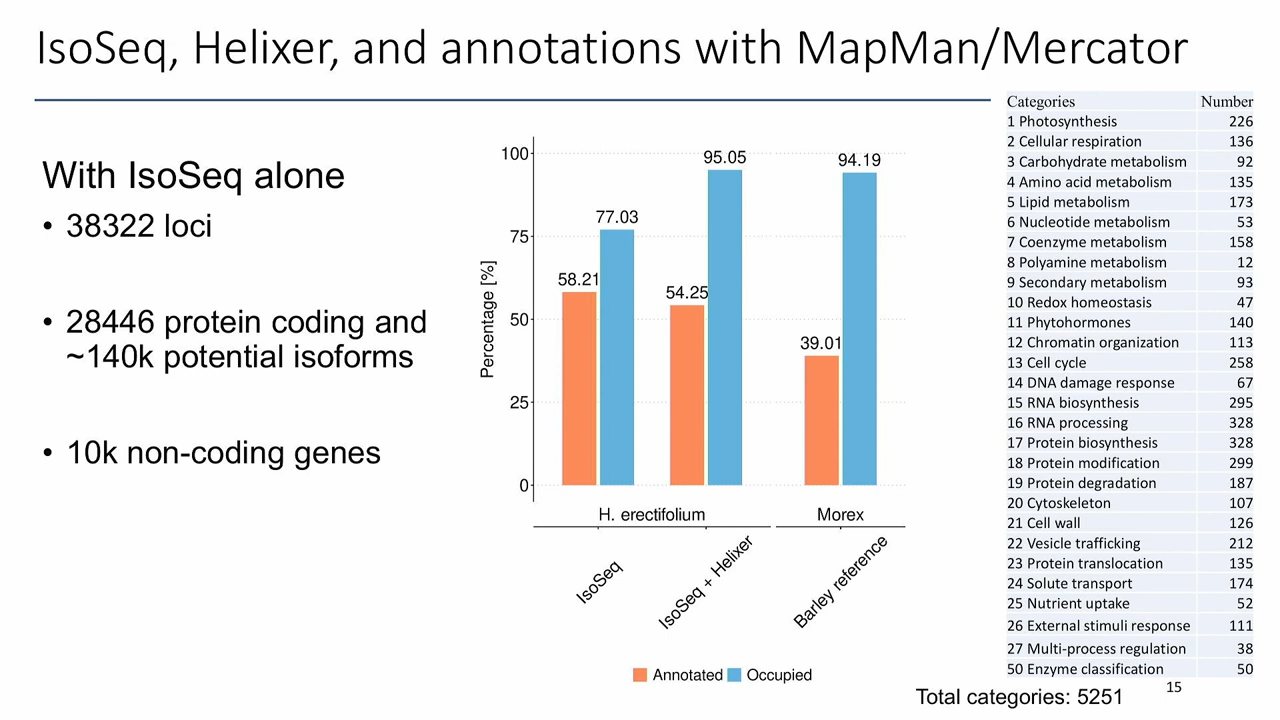 IsoSeq, Helixer, and annotations with MapMan/Mercator
With IsoSeq alone
• 38322 loci
• 28446 protein coding and
~140k potential isoforms
• 10k non-coding genes
Percentage [%]
100
75
50
25
0
58.21
77.03
54.25
95.05
39.01
94.19
H. erectifolium
Morex
IsoSeq
IsoSeq + Helixer
Barley reference
Annotated
Occupied
Categories Number
1 Photosynthesis 226
2 Cellular respiration 136
3 Carbohydrate metabolism 92
4 Amino acid metabolism 135
5 Lipid metabolism 173
6 Nucleotide metabolism 53
7 Coenzyme metabolism 158
8 Polyamine metabolism 12
9 Secondary metabolism 93
10 Redox homeostasis 47
11 Phytohormones 140
12 Chromatin organization 113
13 Cell cycle 258
14 DNA damage response 67
15 RNA biosynthesis 295
16 RNA processing 328
17 Protein biosynthesis 328
18 Protein modification 299
19 Protein degradation 187
20 Cytoskeleton 107
21 Cell wall 126
22 Vesicle trafficking 212
23 Protein translocation 135
24 Solute transport 174
25 Nutrient uptake 52
26 External stimuli response 111
27 Multi-process regulation 38
50 Enzyme classification 50
Total categories: 5251
15